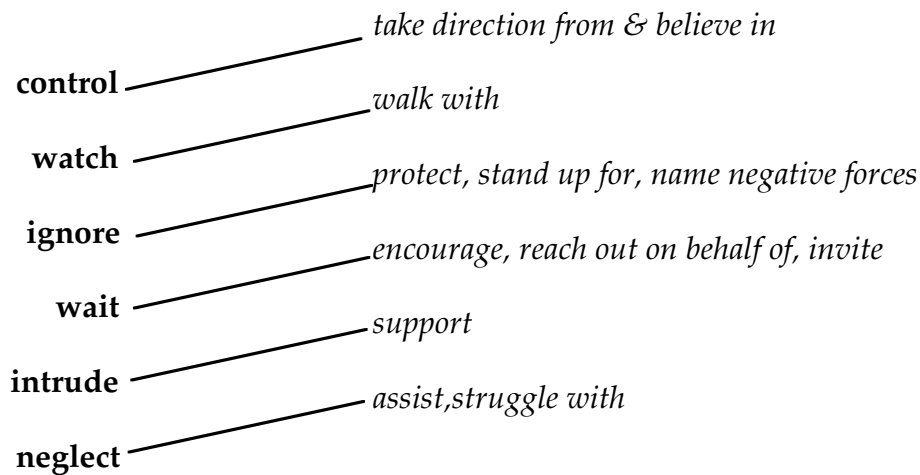 take direction from & believe in
control
walk with
watch
protect, stand up for, name negative forces
ignore
encourage, reach out on behalf of, invite
wait
support
intrude
assist,struggle with
neglect